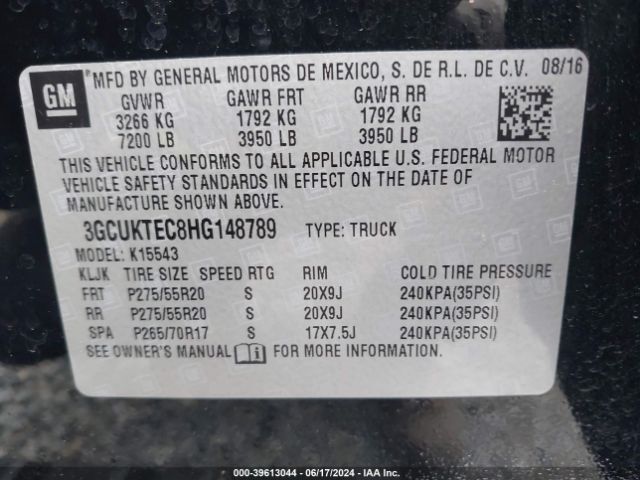 GM
*MFD BY GENERAL MOTORS DE MEXICO, S. DE R.L. DE C.V. 08/16
GVWR GAWR FRT GAWR RR
3266 KG 1792 KG 1792 KG
7200 LB 3950 LB 3950 LB
THIS VEHICLE CONFORMS TO ALL APPLICABLE U.S. FEDERAL MOTOR
VEHICLE SAFETY STANDARDS IN EFFECT ON THE DATE OF
MANUFACTURE SHOWN ABOVE.
3GCUKTEC8HG148789 TYPE: TRUCK
MODEL: K15543
KLJK TIRE SIZE SPEED RTG RIM COLD TIRE PRESSURE
FRT P275/55R20 S 20X9J 240KPA(35PSI)
RR P275/55R20 S 20X9J 240KPA(35PSI)
SPA P265/70R17 S 17X7.5J 240KPA(35PSI)
SEE OWNER'S MANUAL FOR MORE INFORMATION.
000-39613044 - 06/17/2024 - IAA Inc.